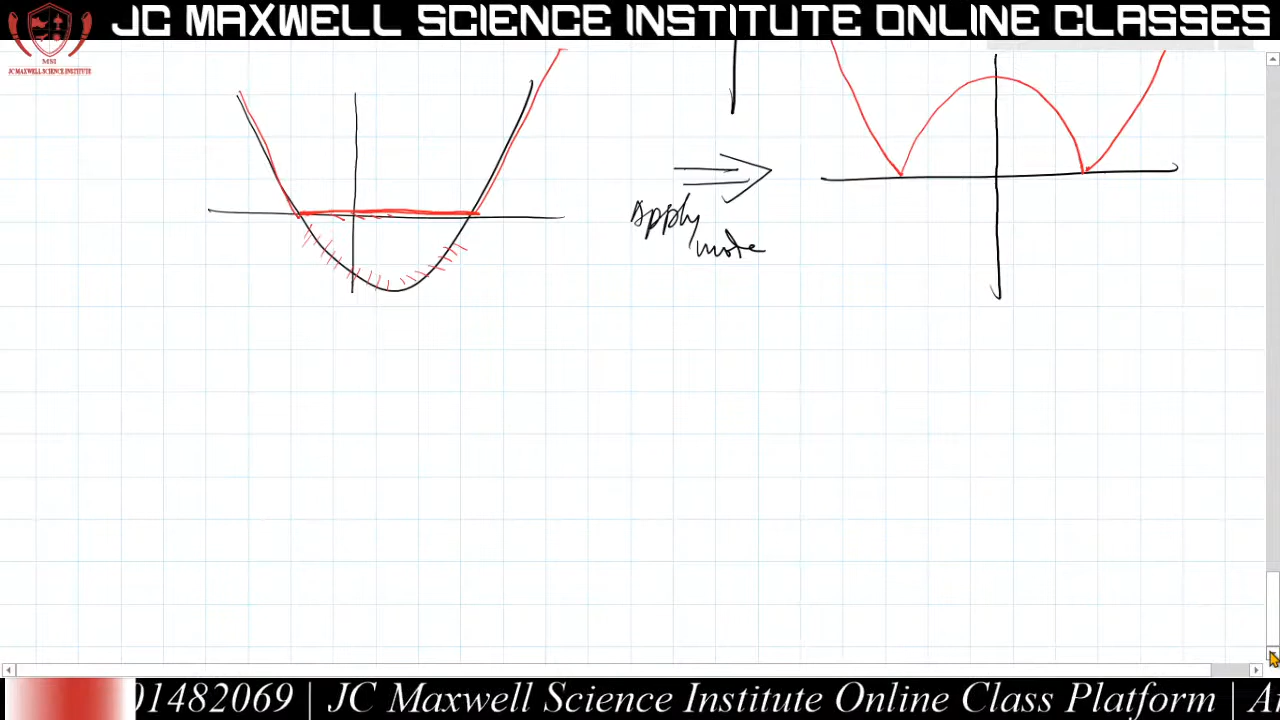 JC MAXWELL SCIENCE INSTITUTE ONLINE CLASSES
MSI
JC MAXWELL SCIENCE INSTITUTE
Apply
mode
01482069 | JC Maxwell Science Institute Online Class Platform | A